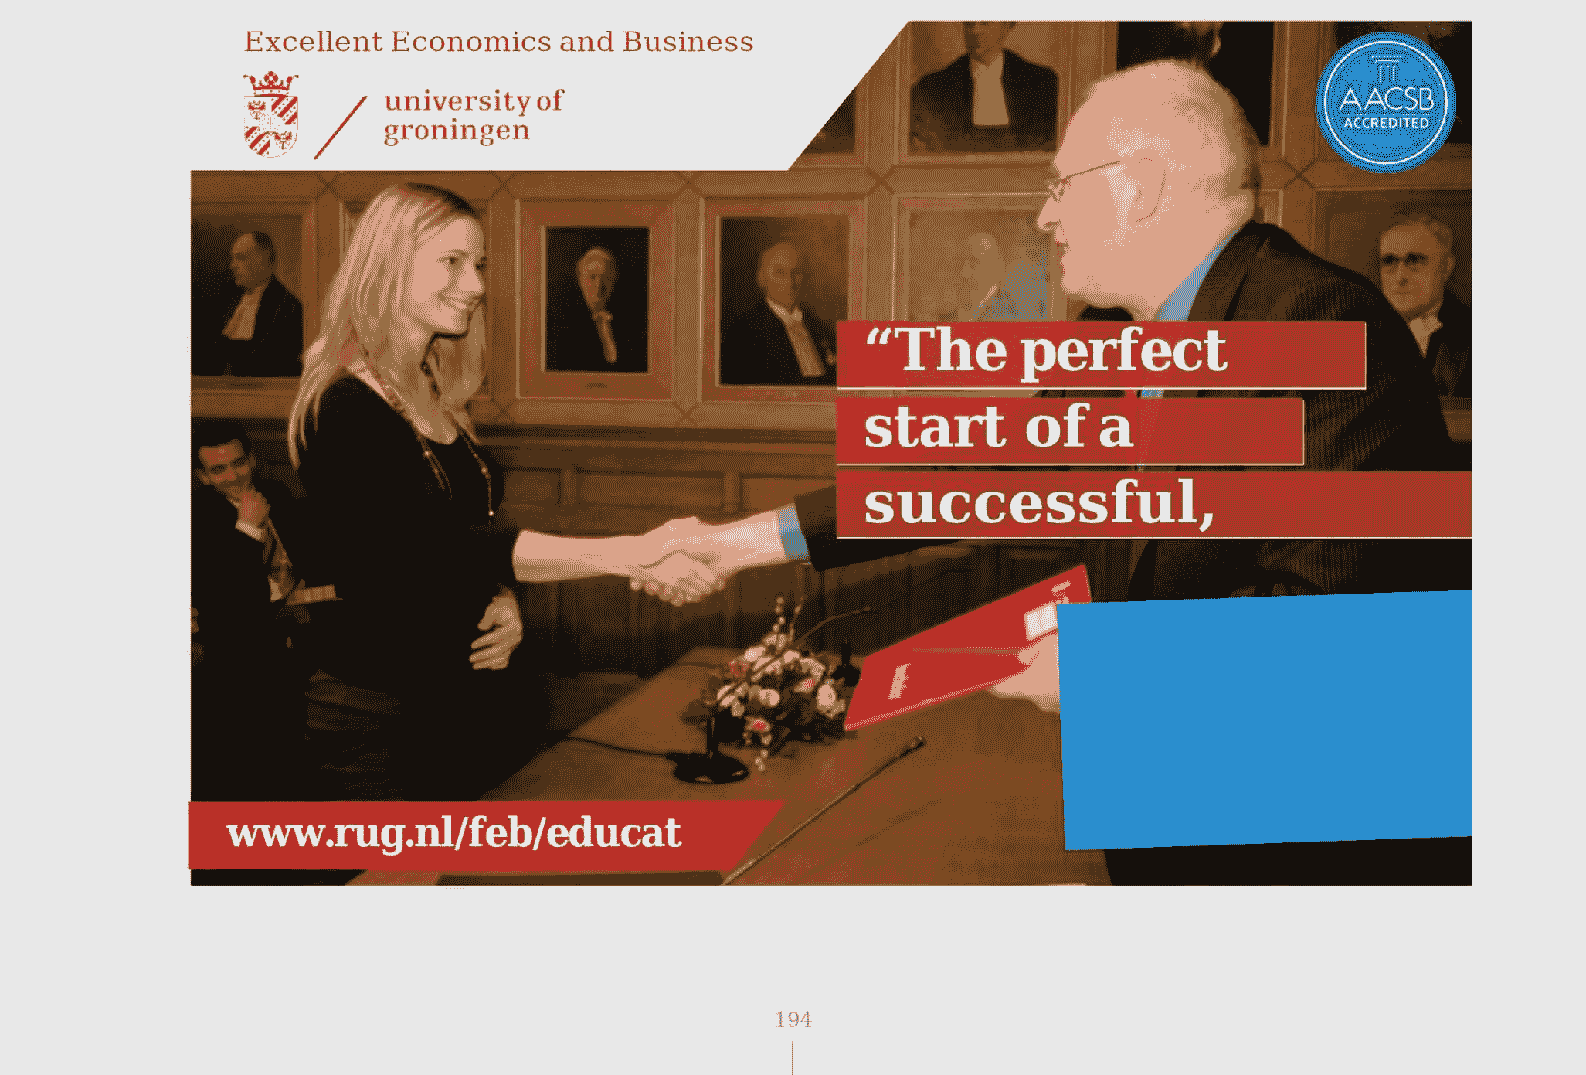 Excellent Economics and Business
university of
groningen
AACSB
ACCREDITED
“The perfect
start of a
successful,
www.rug.nl/feb/educat
194